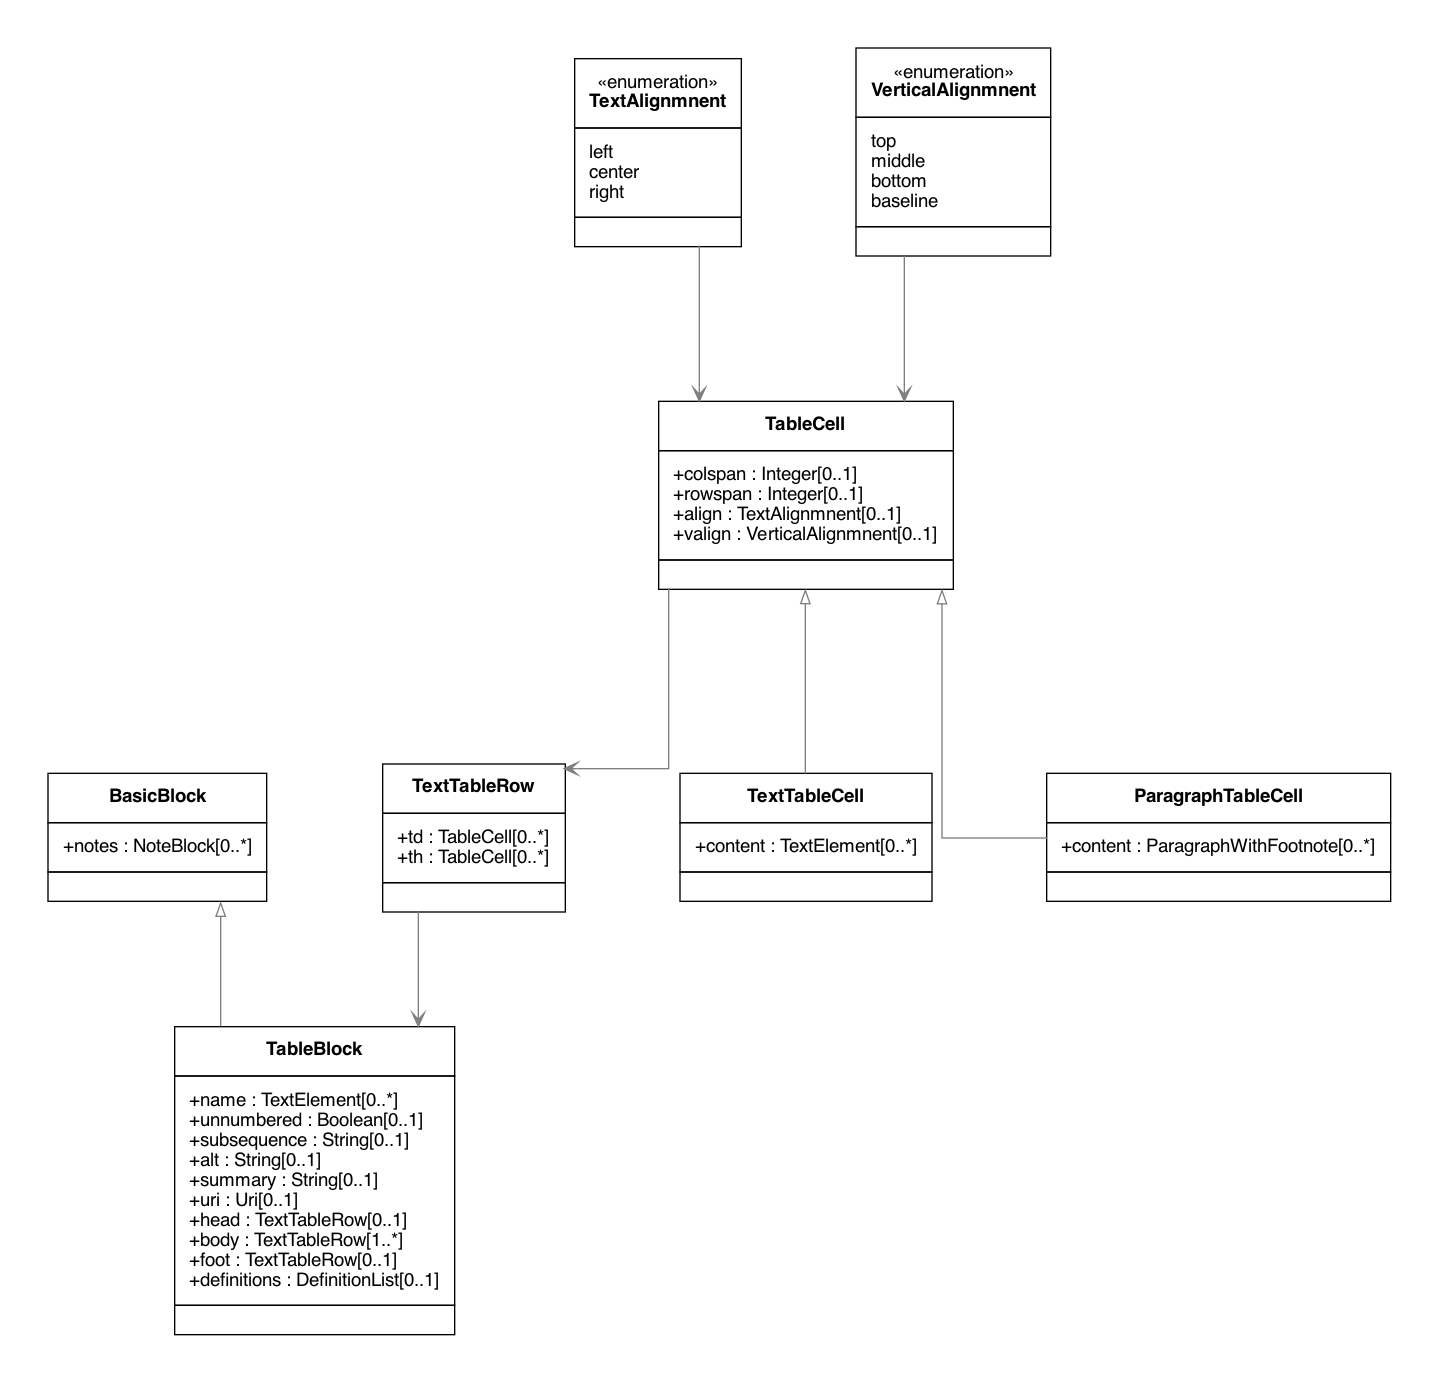 «enumeration»
TextAlignmnent
left
center
right
«enumeration»
VerticalAlignmnent
top
middle
bottom
baseline
TableCell
+colspan : Integer[0..1]
+rowspan : Integer[0..1]
+align : TextAlignmnent[0..1]
+valign : VerticalAlignmnent[0..1]
BasicBlock
+notes : NoteBlock[0..*]
TextTableRow
+td : TableCell[0..*]
+th : TableCell[0..*]
TextTableCell
+content : TextElement[0..*]
ParagraphTableCell
+content : ParagraphWithFootnote[0..*]
TableBlock
+name : TextElement[0..*]
+unnumbered : Boolean[0..1]
+subsequence : String[0..1]
+alt : String[0..1]
+summary : String[0..1]
+uri : Uri[0..1]
+head : TextTableRow[0..1]
+body : TextTableRow[1..*]
+foot : TextTableRow[0..1]
+definitions : DefinitionList[0..1]